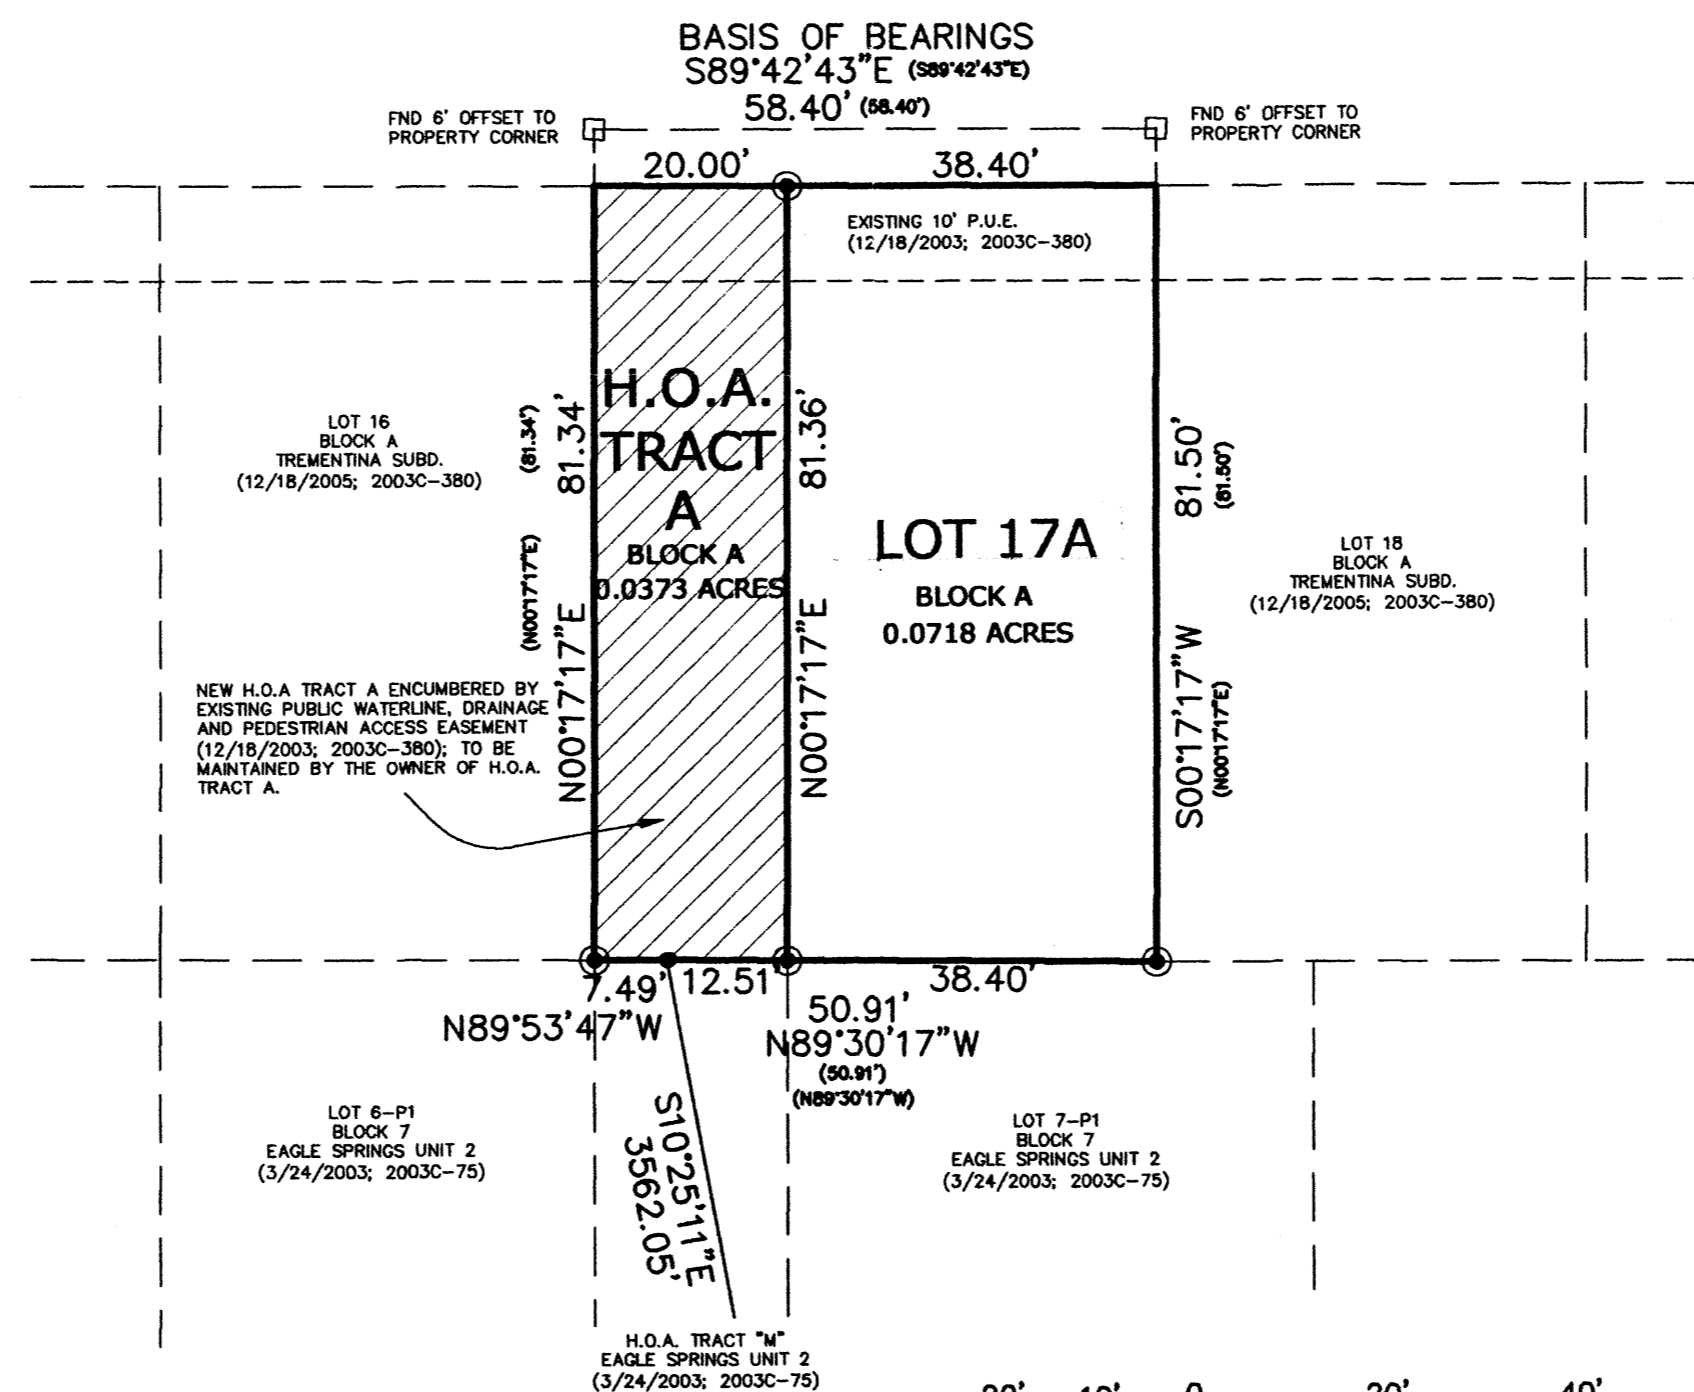 BASIS OF BEARINGS
S89°42'43"E (S89°42'43"E)
58.40' (58.40')
FND 6' OFFSET TO
PROPERTY CORNER
FND 6' OFFSET TO
PROPERTY CORNER
20.00'
38.40'
EXISTING 10' P.U.E.
(12/18/2003; 2003C-380)
LOT 16
BLOCK A
TREMENTINA SUBD.
(12/18/2005; 2003C-380)
(81.34')
81.34'
(N00°17'17"E)
N00°17'17"E
H.O.A.
TRACT
A
BLOCK A
0.0373 ACRES
81.36'
N00°17'17"E
LOT 17A
BLOCK A
0.0718 ACRES
81.50'
(81.50')
S00°17'17"W
(N00°17'17"E)
LOT 18
BLOCK A
TREMENTINA SUBD.
(12/18/2005; 2003C-380)
NEW H.O.A TRACT A ENCUMBERED BY
EXISTING PUBLIC WATERLINE, DRAINAGE
AND PEDESTRIAN ACCESS EASEMENT
(12/18/2003; 2003C-380); TO BE
MAINTAINED BY THE OWNER OF H.O.A.
TRACT A.
7.49'
12.51'
38.40'
N89°53'47"W
50.91'
N89°30'17"W
(50.91')
(N89°30'17"W)
S10°25'11"E
3562.05'
LOT 6-P1
BLOCK 7
EAGLE SPRINGS UNIT 2
(3/24/2003; 2003C-75)
LOT 7-P1
BLOCK 7
EAGLE SPRINGS UNIT 2
(3/24/2003; 2003C-75)
H.O.A. TRACT "M"
EAGLE SPRINGS UNIT 2
(3/24/2003; 2003C-75)